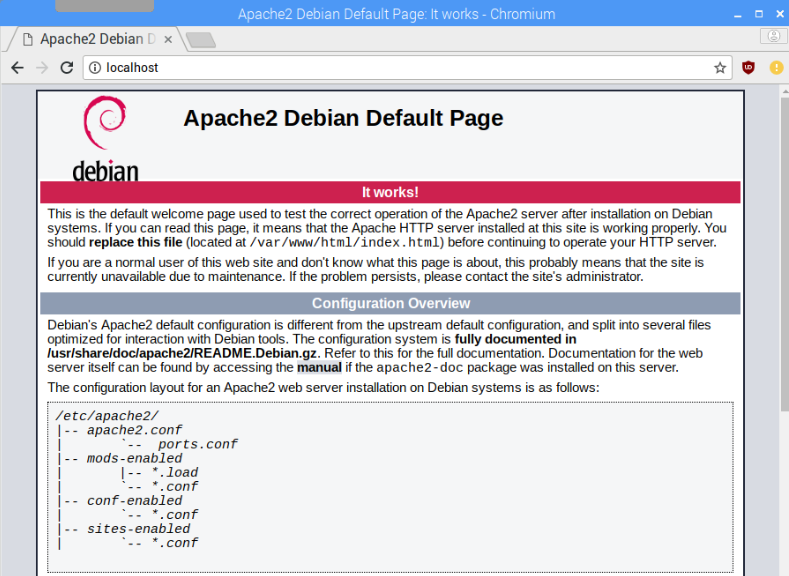 Apache2 Debian Default Page: It works - Chromium
Apache2 Debian D
localhost
debian
Apache2 Debian Default Page
It works!
This is the default welcome page used to test the correct operation of the Apache2 server after installation on Debian
systems. If you can read this page, it means that the Apache HTTP server installed at this site is working properly. You
should replace this file (located at /var/www/html/index.html) before continuing to operate your HTTP server.
If you are a normal user of this web site and don't know what this page is about, this probably means that the site is
currently unavailable due to maintenance. If the problem persists, please contact the site's administrator.
Configuration Overview
Debian's Apache2 default configuration is different from the upstream default configuration, and split into several files
optimized for interaction with Debian tools. The configuration system is fully documented in
/usr/share/doc/apache2/README.Debian.gz. Refer to this for the full documentation. Documentation for the web
server itself can be found by accessing the manual if the apache2-doc package was installed on this server.
The configuration layout for an Apache2 web server installation on Debian systems is as follows:
/etc/apache2/
|-- apache2.conf
|       `--  ports.conf
|-- mods-enabled
|       |-- *.load
|       `-- *.conf
|-- conf-enabled
|       `-- *.conf
|-- sites-enabled
|       `-- *.conf